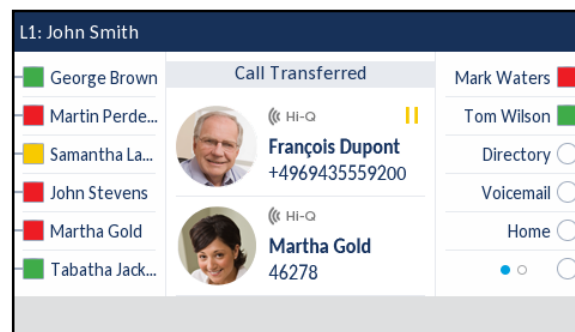 L1: John Smith
George Brown
Martin Perde...
Samantha La...
John Stevens
Martha Gold
Tabatha Jack...
Call Transferred
Hi-Q
François Dupont
+4969435559200
Hi-Q
Martha Gold
46278
Mark Waters
Tom Wilson
Directory
Voicemail
Home